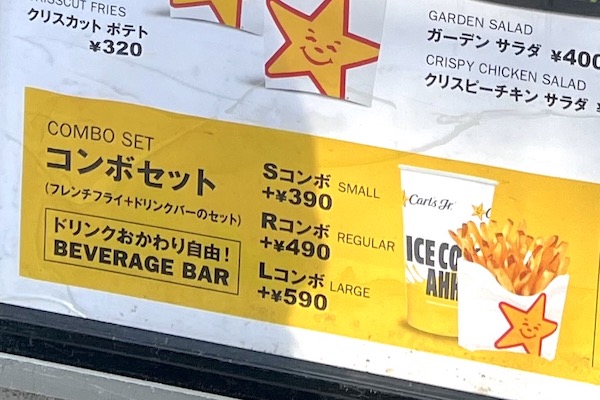 クリスカット ポテト
¥320
GARDEN SALAD
ガーデン サラダ ¥400
CRISPY CHICKEN SALAD
クリスピーチキン サラダ
COMBO SET
コンボセット
(フレンチフライ+ドリンクバーのセット)
ドリンクおかわり自由!
BEVERAGE BAR
Sコンボ SMALL
+¥390
Rコンボ REGULAR
+¥490
Lコンボ LARGE
+¥590
Carl's Jr.
ICE CO
AHH